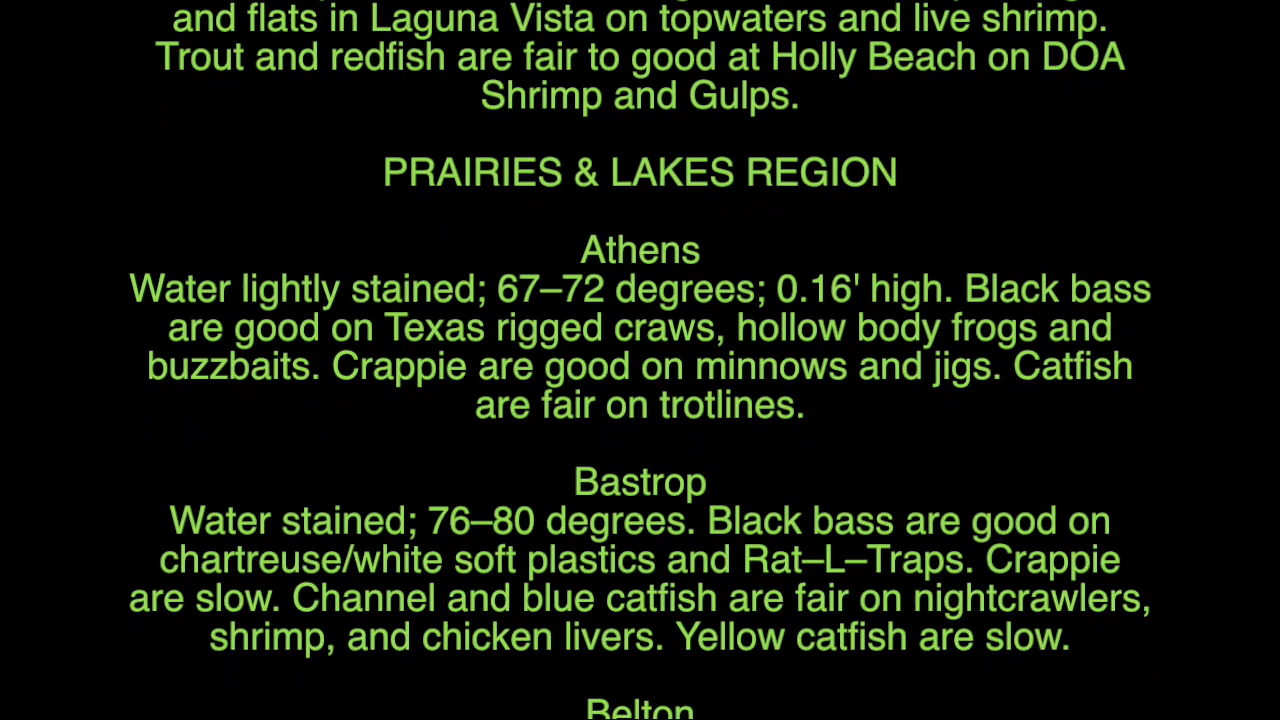 and flats in Laguna Vista on topwaters and live shrimp.
Trout and redfish are fair to good at Holly Beach on DOA
Shrimp and Gulps.
PRAIRIES & LAKES REGION
Athens
Water lightly stained; 67–72 degrees; 0.16' high. Black bass
are good on Texas rigged craws, hollow body frogs and
buzzbaits. Crappie are good on minnows and jigs. Catfish
are fair on trotlines.
Bastrop
Water stained; 76–80 degrees. Black bass are good on
chartreuse/white soft plastics and Rat–L–Traps. Crappie
are slow. Channel and blue catfish are fair on nightcrawlers,
shrimp, and chicken livers. Yellow catfish are slow.
Belton